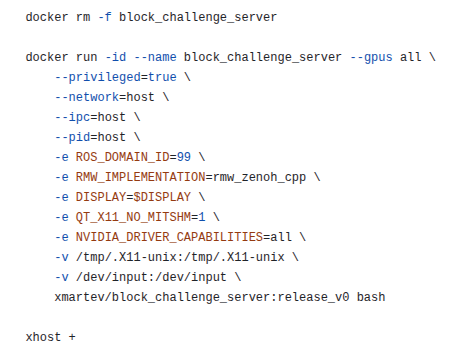 docker rm -f block_challenge_server

docker run -id --name block_challenge_server --gpus all \
    --privileged=true \
    --network=host \
    --ipc=host \
    --pid=host \
    -e ROS_DOMAIN_ID=99 \
    -e RMW_IMPLEMENTATION=rmw_zenoh_cpp \
    -e DISPLAY=$DISPLAY \
    -e QT_X11_NO_MITSHM=1 \
    -e NVIDIA_DRIVER_CAPABILITIES=all \
    -v /tmp/.X11-unix:/tmp/.X11-unix \
    -v /dev/input:/dev/input \
    xmartev/block_challenge_server:release_v0 bash

xhost +